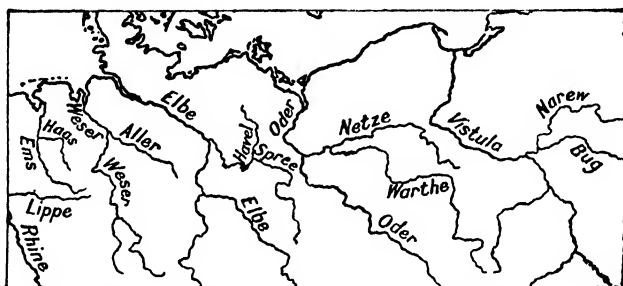 Ems
Haas
Weser
Weser
Aller
Elbe
Lippe
Rhine
Havel
Spree
Elbe
Oder
Netze
Warthe
Oder
Vistula
Narew
Bug